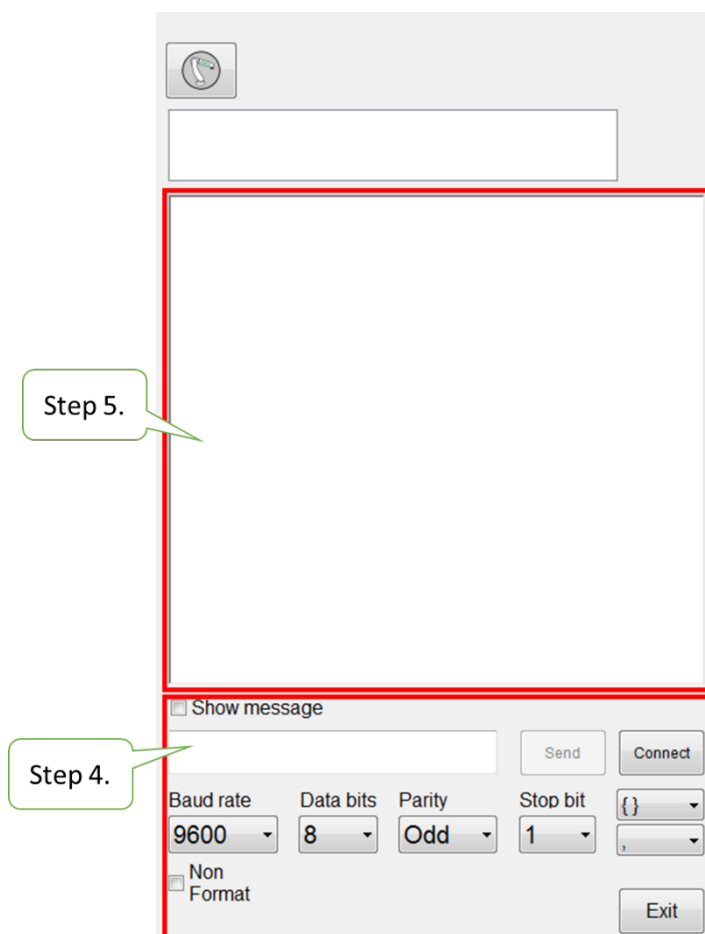 Step 5.
Show message
Step 4.
Send
Connect
Baud rate
Data bits
Parity
Stop bit
{}
9600
8
Odd
1
,
Non
Format
Exit